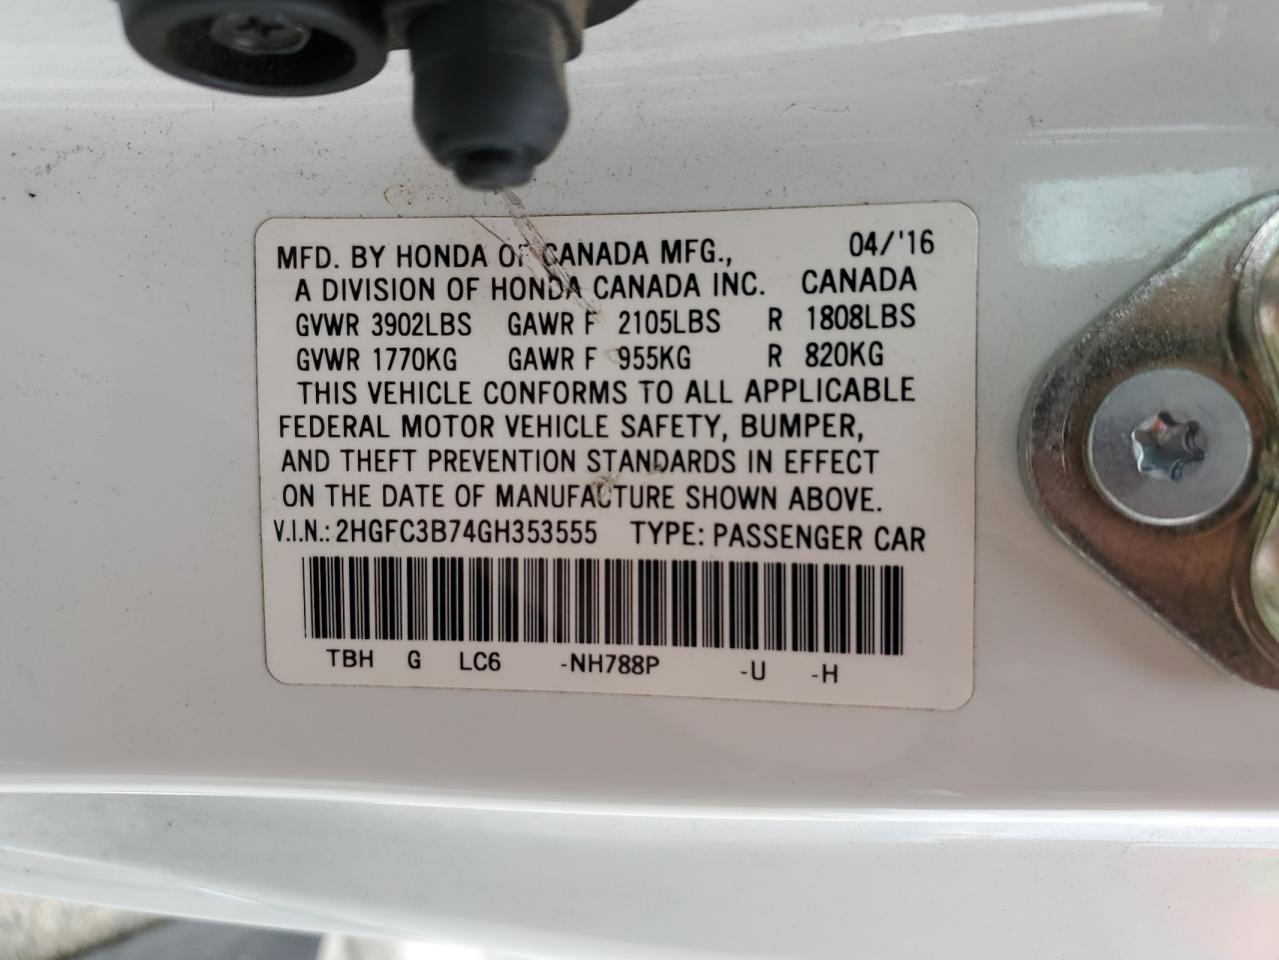 MFD. BY HONDA OF CANADA MFG., 04/'16
A DIVISION OF HONDA CANADA INC. CANADA
GVWR 3902LBS GAWR F 2105LBS R 1808LBS
GVWR 1770KG GAWR F 955KG R 820KG
THIS VEHICLE CONFORMS TO ALL APPLICABLE
FEDERAL MOTOR VEHICLE SAFETY, BUMPER,
AND THEFT PREVENTION STANDARDS IN EFFECT
ON THE DATE OF MANUFACTURE SHOWN ABOVE.
V.I.N.: 2HGFC3B74GH353555 TYPE: PASSENGER CAR
TBH G LC6 -NH788P -U -H